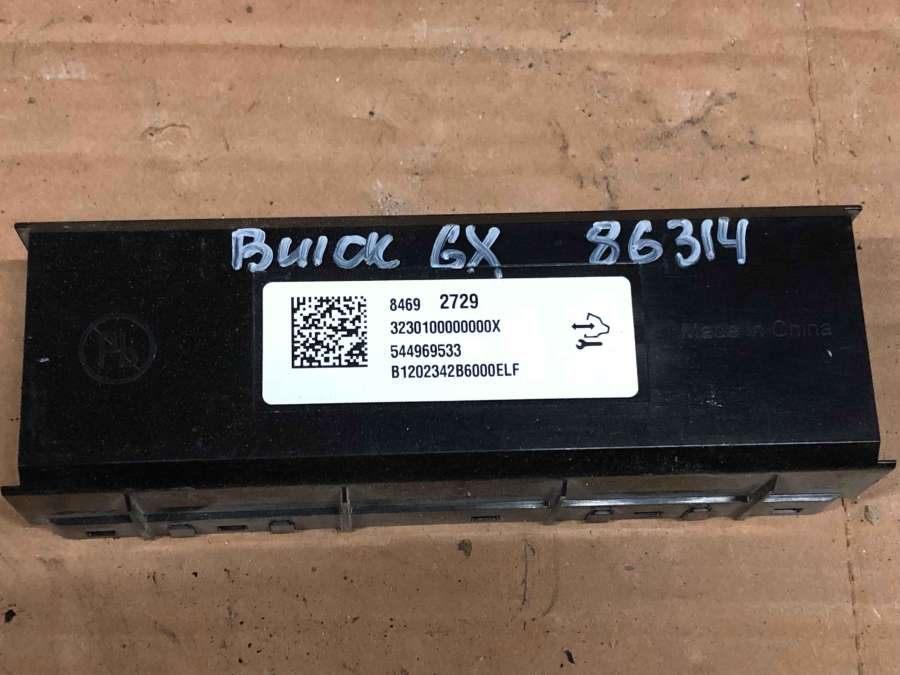 BUICK GX 86314
8469 2729
3230100000000X
544969533
B1202342B6000ELF
Made in China